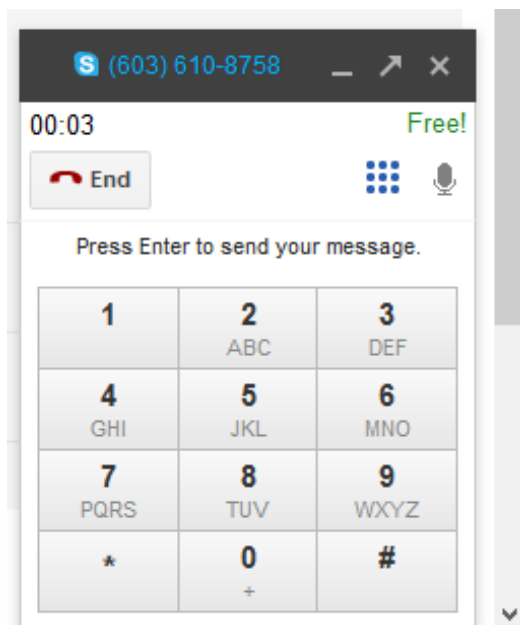 S (603) 610-8758
00:03 Free!
End
Press Enter to send your message.
1 2 3
ABC DEF
4 5 6
GHI JKL MNO
7 8 9
PQRS TUV WXYZ
* 0 #
+